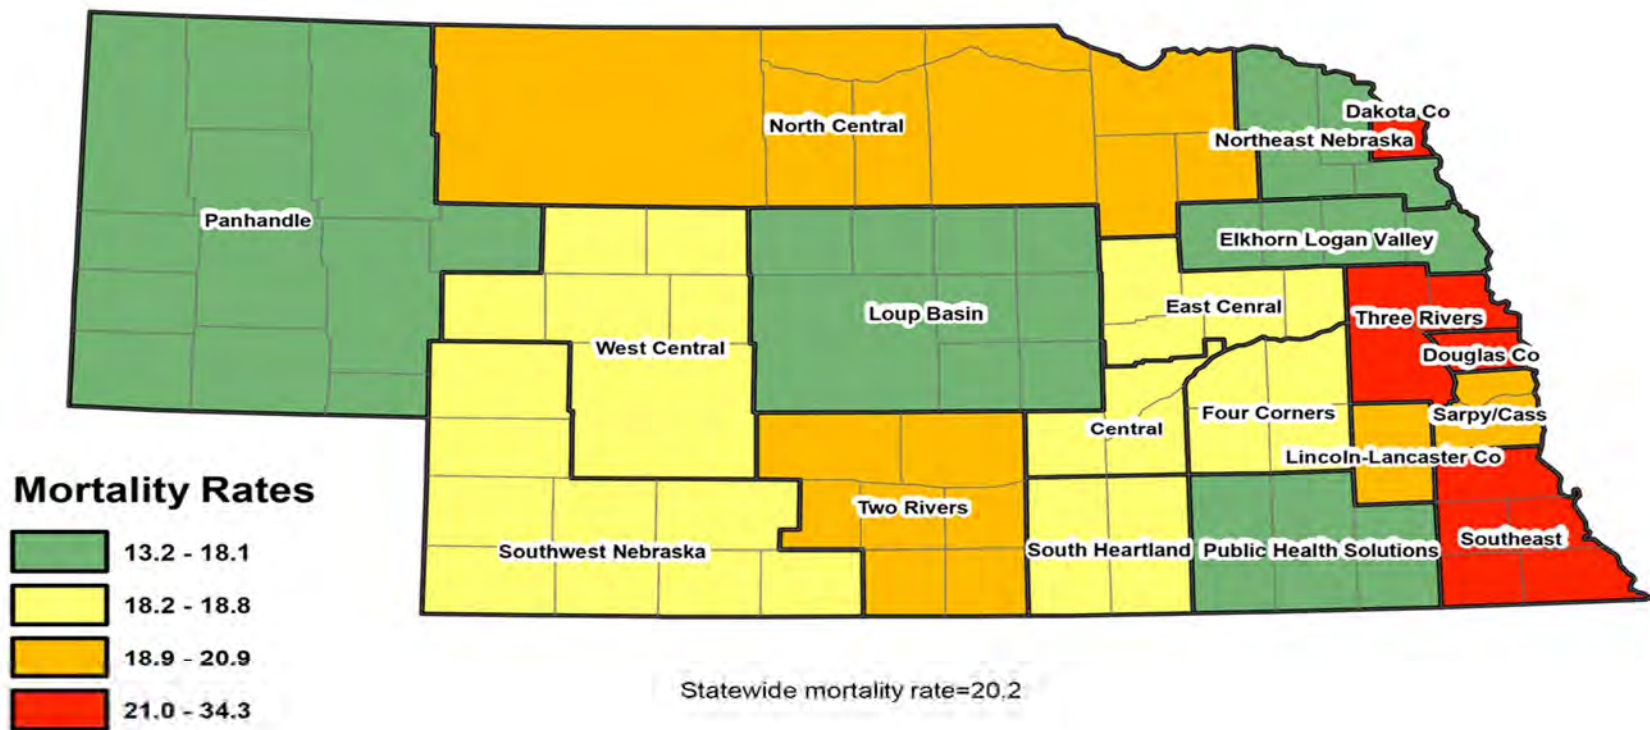 Dakota Co
North Central
Northeast Nebraska
Panhandle
Elkhorn Logan Valley
East Cenral
Loup Basin
Three Rivers
West Central
Douglas Co
Four Corners
Sarpy/Cass
Central
Lincoln-Lancaster Co
Two Rivers
Southwest Nebraska
South Heartland
Public Health Solutions
Southeast
Mortality Rates
13.2 - 18.1
18.2 - 18.8
18.9 - 20.9
21.0 - 34.3
Statewide mortality rate=20.2